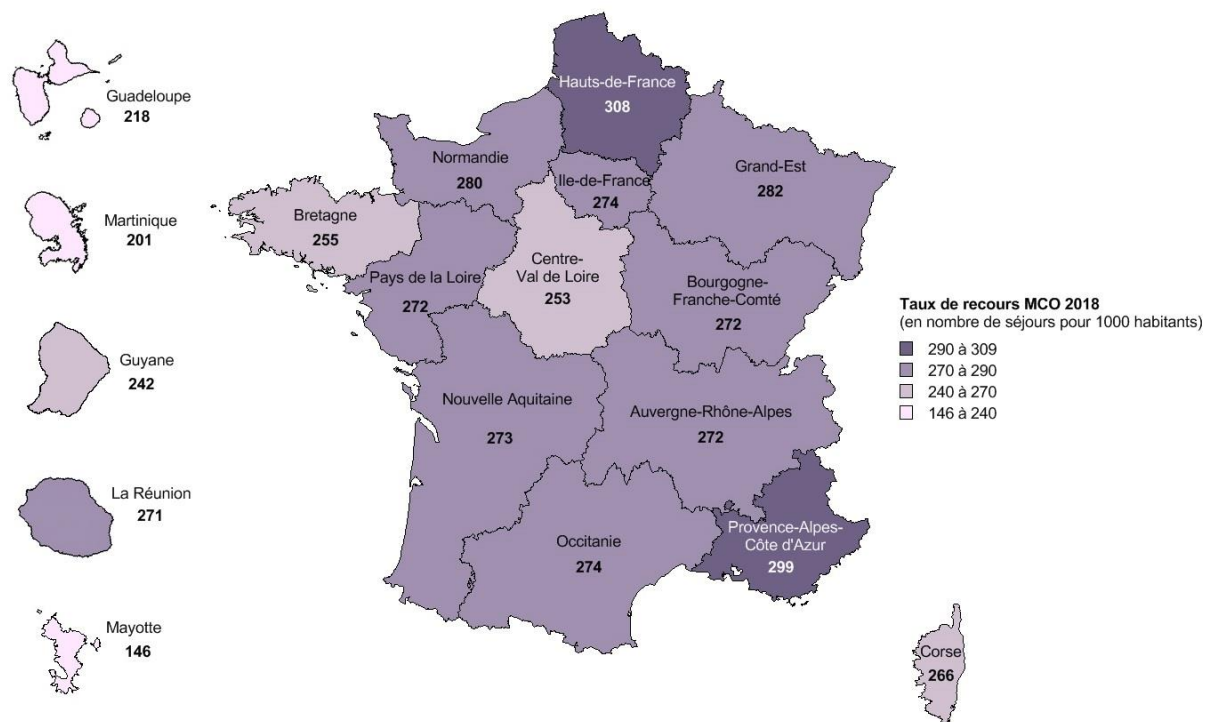 Guadeloupe
218
Martinique
201
Guyane
242
La Réunion
271
Mayotte
146
Hauts-de-France
308
Normandie
280
Ile-de-France
274
Grand-Est
282
Bretagne
255
Pays de la Loire
272
Centre-
Val de Loire
253
Bourgogne-
Franche-Comté
272
Nouvelle Aquitaine
273
Auvergne-Rhône-Alpes
272
Occitanie
274
Provence-Alpes-
Côte d'Azur
299
Corse
266
Taux de recours MCO 2018
(en nombre de séjours pour 1000 habitants)
290 à 309
270 à 290
240 à 270
146 à 240